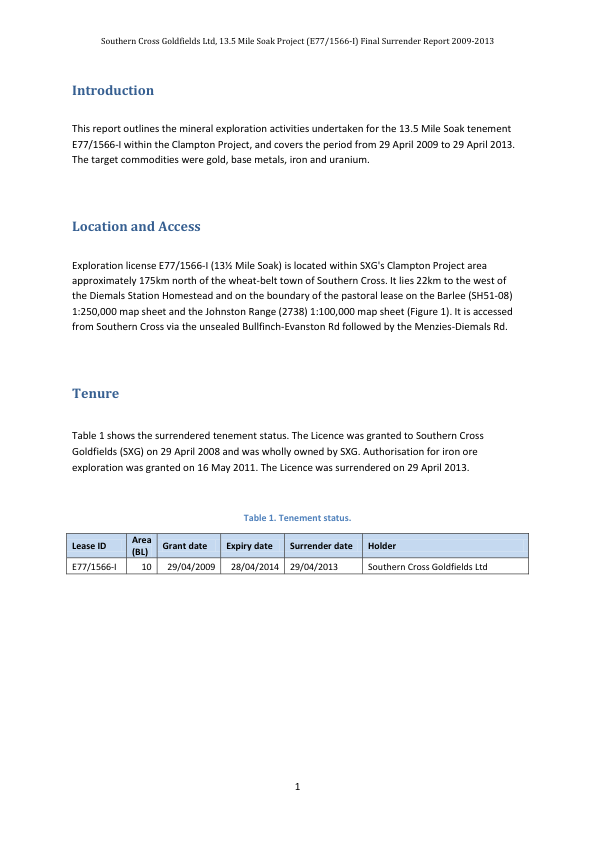 Southern Cross Goldfields Ltd, 13.5 Mile Soak Project (E77/1566-I) Final Surrender Report 2009-2013
Introduction
This report outlines the mineral exploration activities undertaken for the 13.5 Mile Soak tenement
E77/1566-I within the Clampton Project, and covers the period from 29 April 2009 to 29 April 2013.
The target commodities were gold, base metals, iron and uranium.
Location and Access
Exploration license E77/1566-I (13½ Mile Soak) is located within SXG's Clampton Project area
approximately 175km north of the wheat-belt town of Southern Cross. It lies 22km to the west of
the Diemals Station Homestead and on the boundary of the pastoral lease on the Barlee (SH51-08)
1:250,000 map sheet and the Johnston Range (2738) 1:100,000 map sheet (Figure 1). It is accessed
from Southern Cross via the unsealed Bullfinch-Evanston Rd followed by the Menzies-Diemals Rd.
Tenure
Table 1 shows the surrendered tenement status. The Licence was granted to Southern Cross
Goldfields (SXG) on 29 April 2008 and was wholly owned by SXG. Authorisation for iron ore
exploration was granted on 16 May 2011. The Licence was surrendered on 29 April 2013.
Table 1. Tenement status.
Lease ID Area (BL) Grant date Expiry date Surrender date Holder
E77/1566-I 10 29/04/2009 28/04/2014 29/04/2013 Southern Cross Goldfields Ltd
1